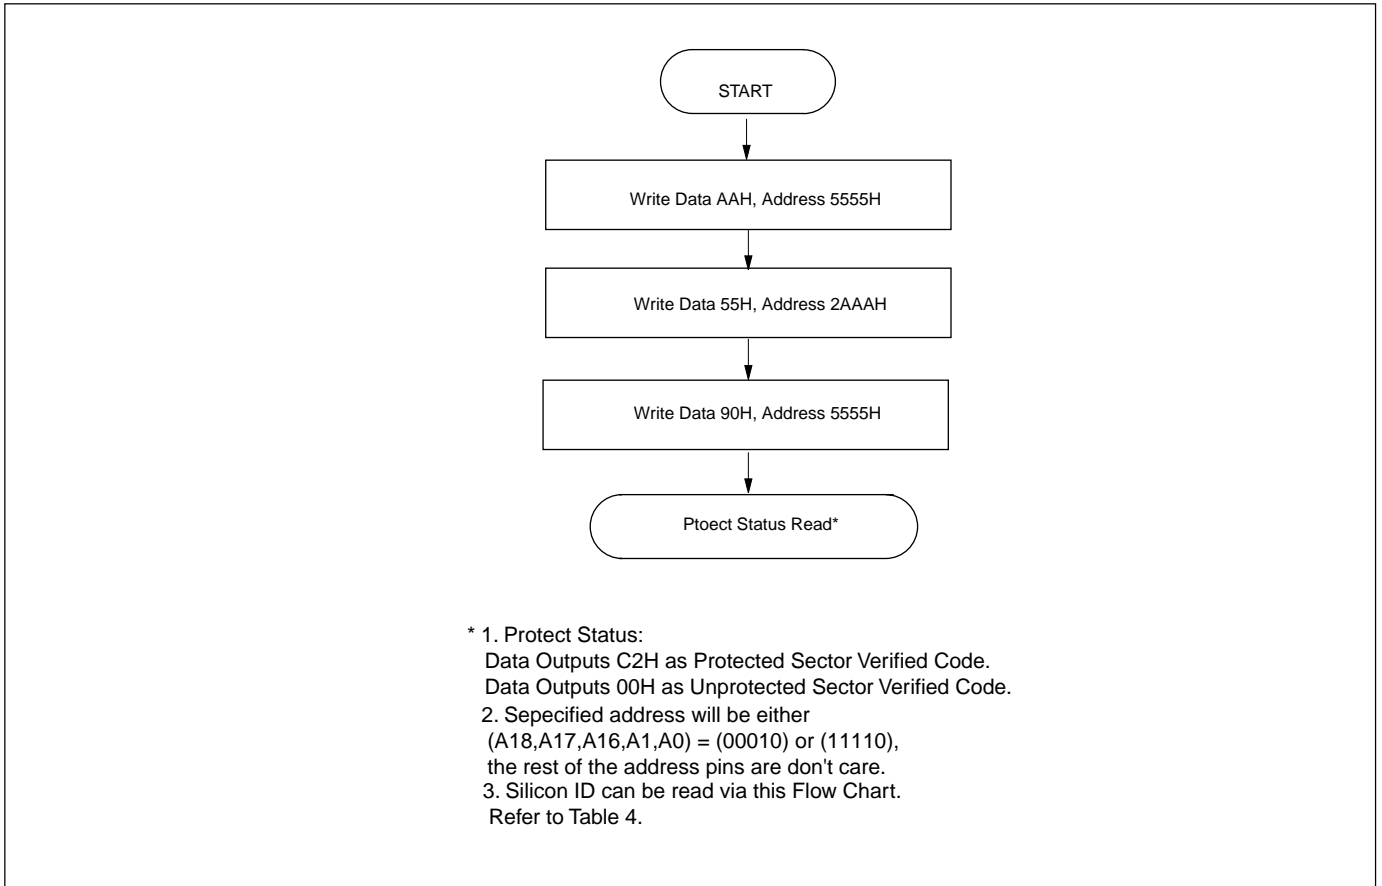 START
Write Data AAH, Address 5555H
Write Data 55H, Address 2AAAH
Write Data 90H, Address 5555H
Ptoect Status Read*
* 1. Protect Status:
Data Outputs C2H as Protected Sector Verified Code.
Data Outputs 00H as Unprotected Sector Verified Code.
2. Sepecified address will be either
(A18,A17,A16,A1,A0) = (00010) or (11110),
the rest of the address pins are don't care.
3. Silicon ID can be read via this Flow Chart.
Refer to Table 4.